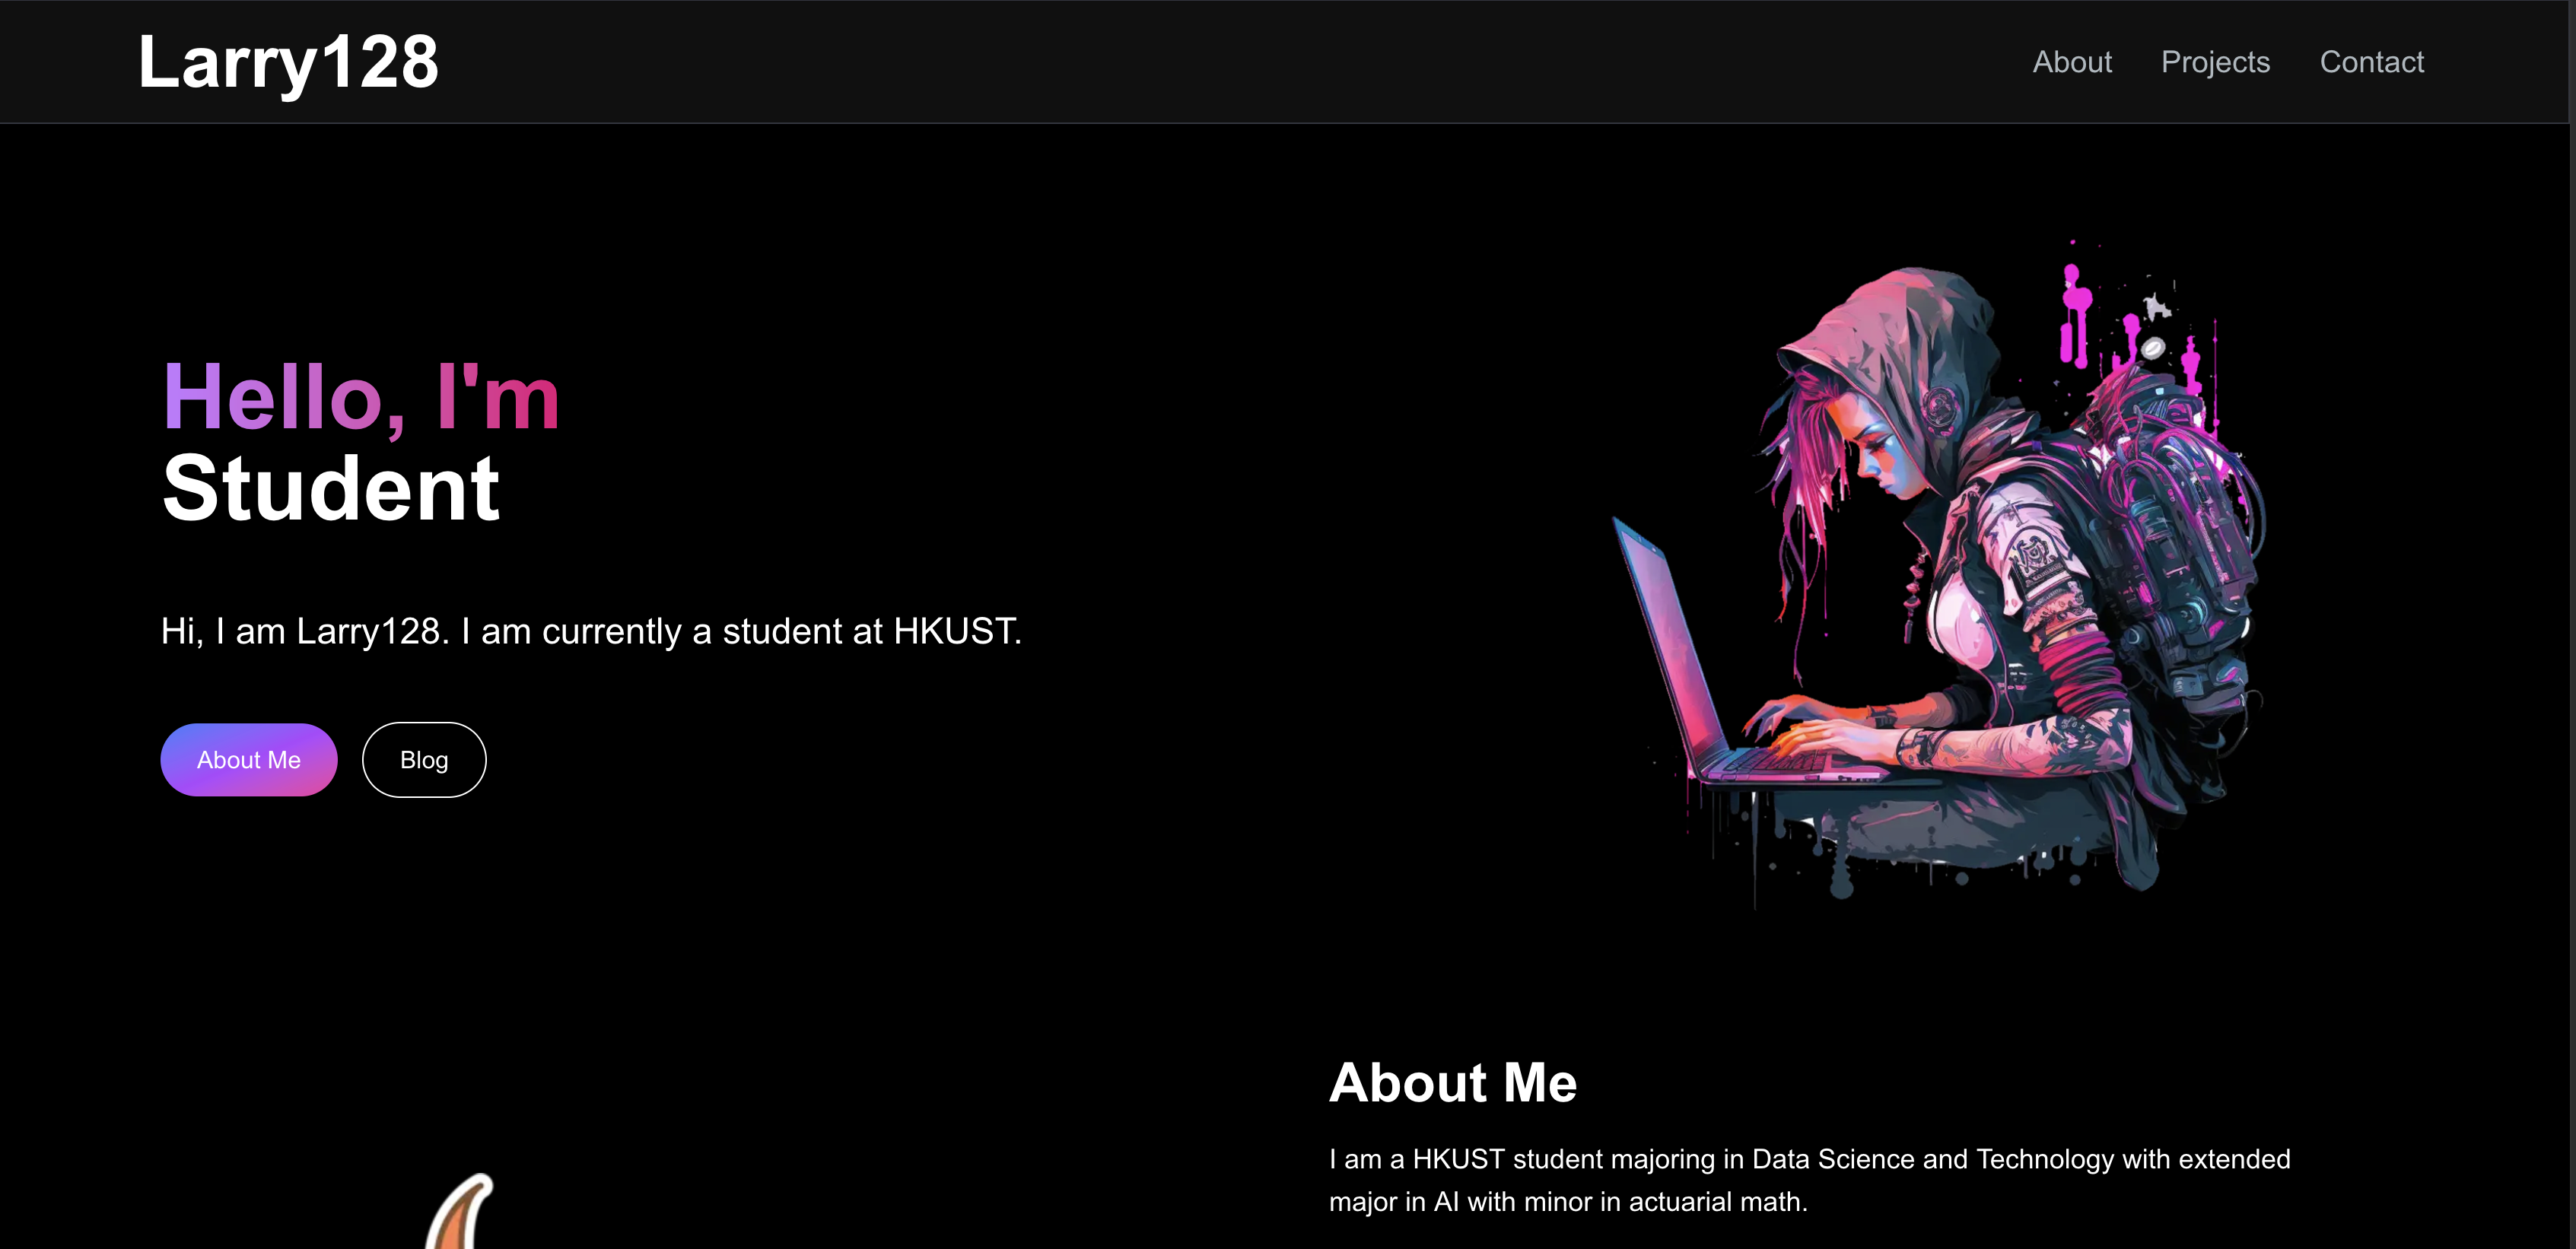 Larry128
About Projects Contact
Hello, I'm
Student
Hi, I am Larry128. I am currently a student at HKUST.
About Me Blog
About Me
I am a HKUST student majoring in Data Science and Technology with extended
major in AI with minor in actuarial math.